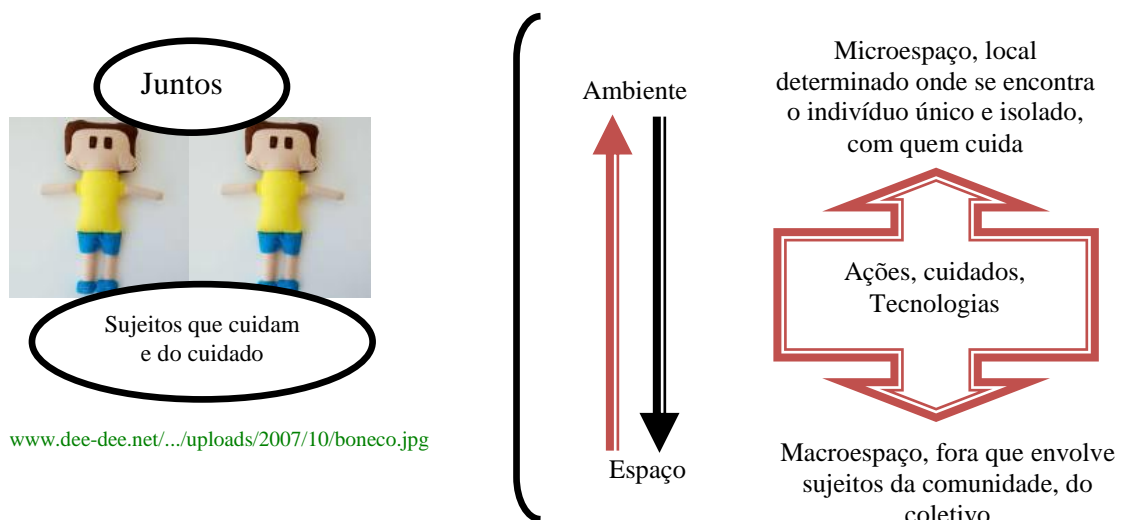 Juntos
Sujeitos que cuidam
e do cuidado
www.dee-dee.net/.../uploads/2007/10/boneco.jpg
Ambiente
Espaço
Microespaço, local
determinado onde se encontra
o indivíduo único e isolado,
com quem cuida
Ações, cuidados,
Tecnologias
Macroespaço, fora que envolve
sujeitos da comunidade, do
coletivo